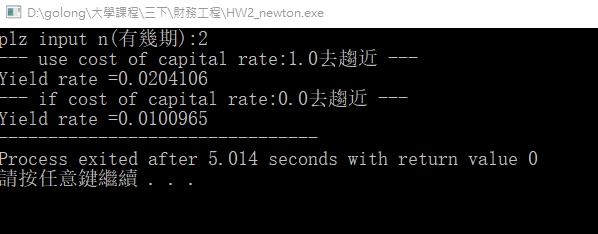 D:\golong\大學課程\三下\財務工程\HW2_newton.exe
plz input n(有幾期):2
--- use cost of capital rate:1.0去趨近 ---
Yield rate =0.0204106
--- if cost of capital rate:0.0去趨近 ---
Yield rate =0.0100965
--------------------------------
Process exited after 5.014 seconds with return value 0
請按任意鍵繼續 . . .